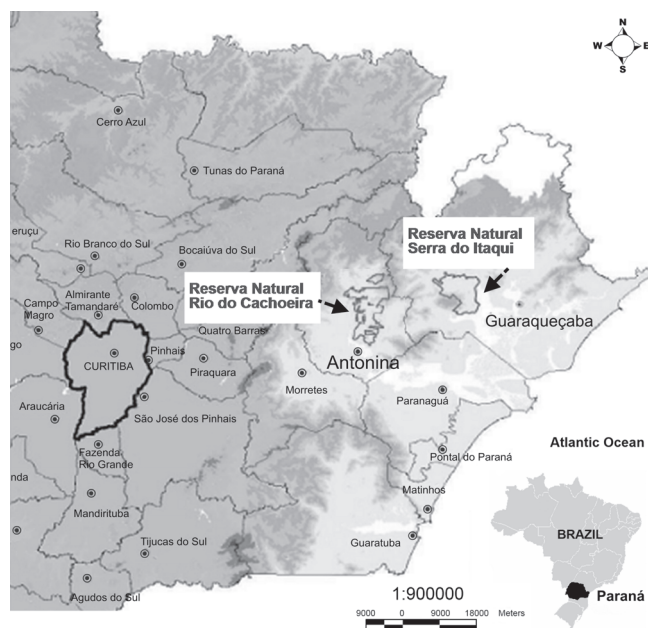 N
W E
S
Cerro Azul
Tunas do Paraná
eruçu
Rio Branco do Sul
Bocaiúva do Sul
Reserva Natural
Serra do Itaqui
Reserva Natural
Rio do Cachoeira
Almirante
Tamandaré
Colombo
Campo
Magro
Quatro Barras
Guaraqueçaba
go
CURITIBA
Pinhais
Piraquara
Antonina
Morretes
Paranaguá
Araucária
São José dos Pinhais
Fazenda
Rio Grande
Pontal do Paraná
Atlantic Ocean
nda
Mandirituba
Matinhos
Tijucas do Sul
Guaratuba
BRAZIL
Agudos do Sul
1:900000
Paraná
9000 0 9000 18000 Meters